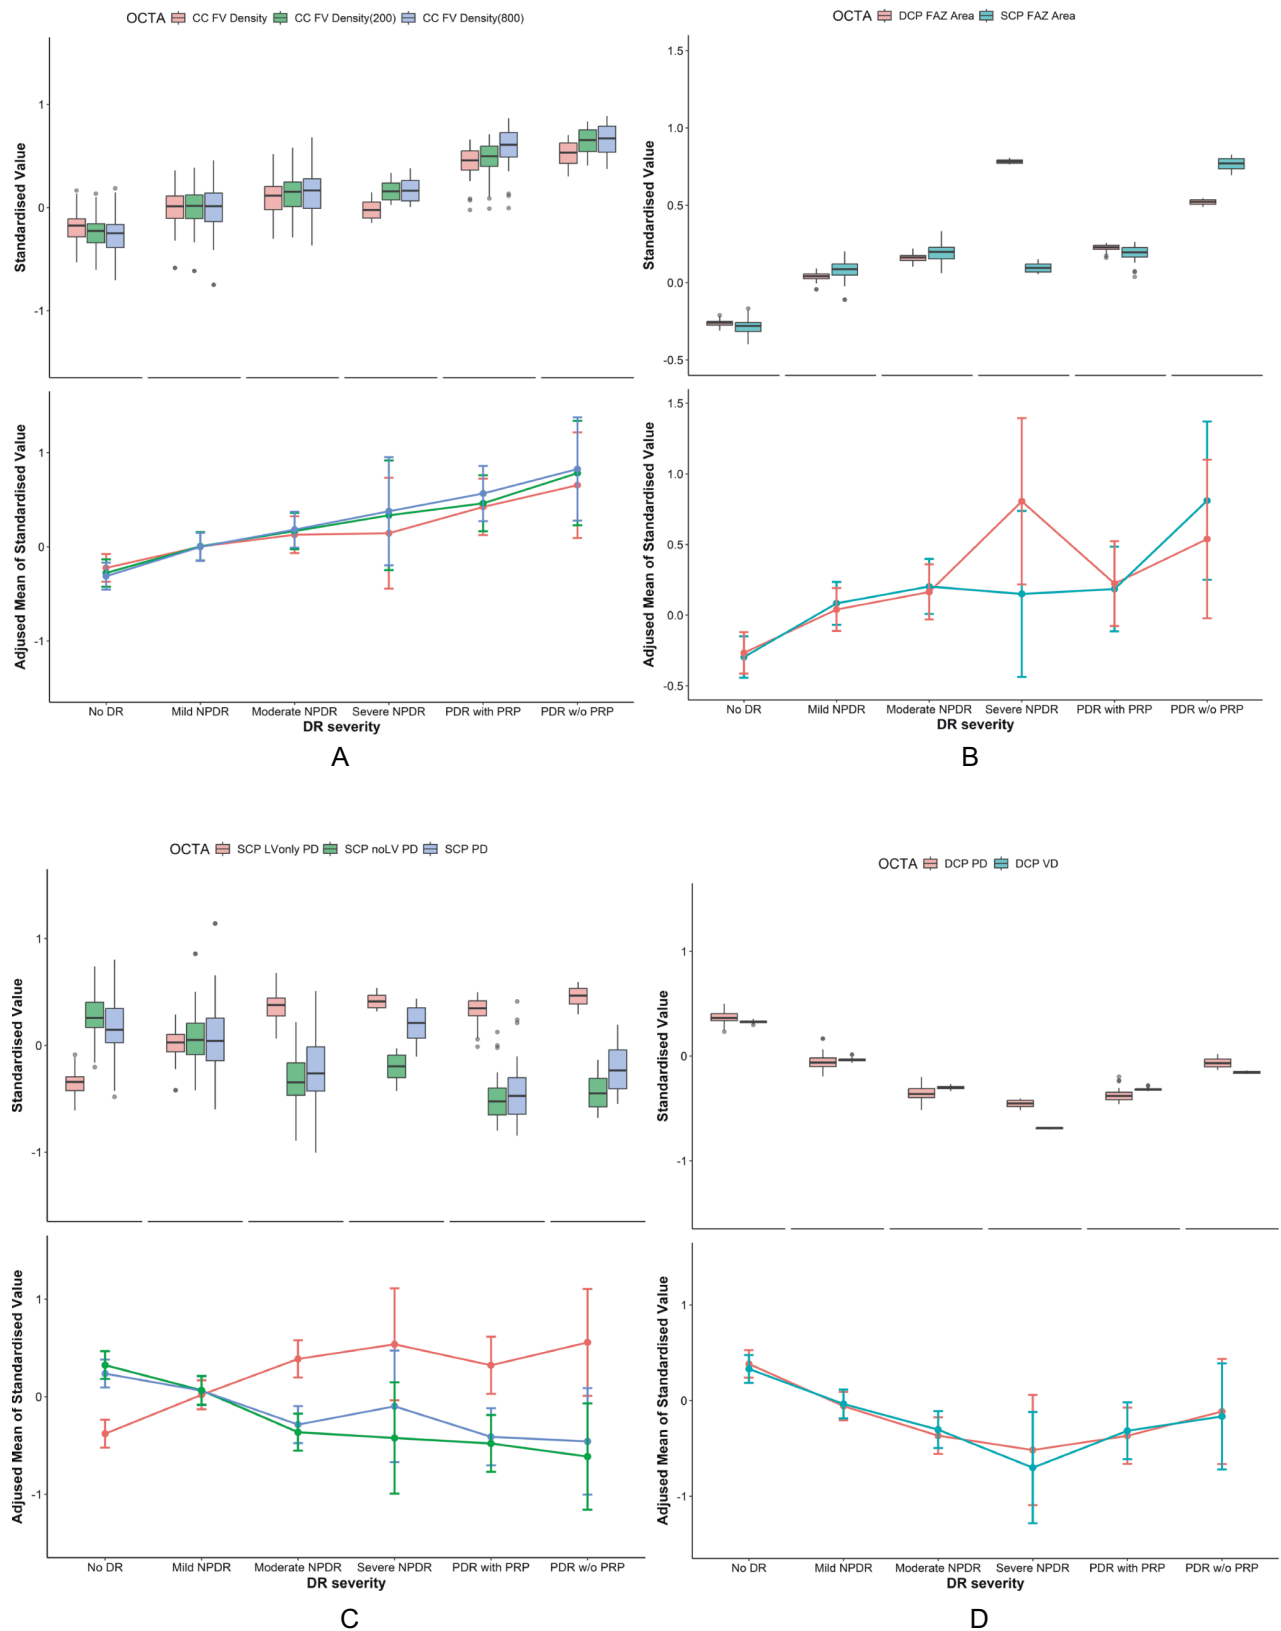 OCTA CC FV Density CC FV Density(200) CC FV Density(800)
Standardised Value
1
0
-1
Adjused Mean of Standardised Value
1
0
-1
No DR Mild NPDR Moderate NPDR Severe NPDR PDR with PRP PDR w/o PRP
DR severity
A
OCTA DCP FAZ Area SCP FAZ Area
Standardised Value
1.5
1.0
0.5
0.0
-0.5
Adjused Mean of Standardised Value
1.5
1.0
0.5
0.0
-0.5
No DR Mild NPDR Moderate NPDR Severe NPDR PDR with PRP PDR w/o PRP
DR severity
B
OCTA SCP LVonly PD SCP noLV PD SCP PD
Standardised Value
1
0
-1
Adjused Mean of Standardised Value
1
0
-1
No DR Mild NPDR Moderate NPDR Severe NPDR PDR with PRP PDR w/o PRP
DR severity
C
OCTA DCP PD DCP VD
Standardised Value
1
0
-1
Adjused Mean of Standardised Value
1
0
-1
No DR Mild NPDR Moderate NPDR Severe NPDR PDR with PRP PDR w/o PRP
DR severity
D